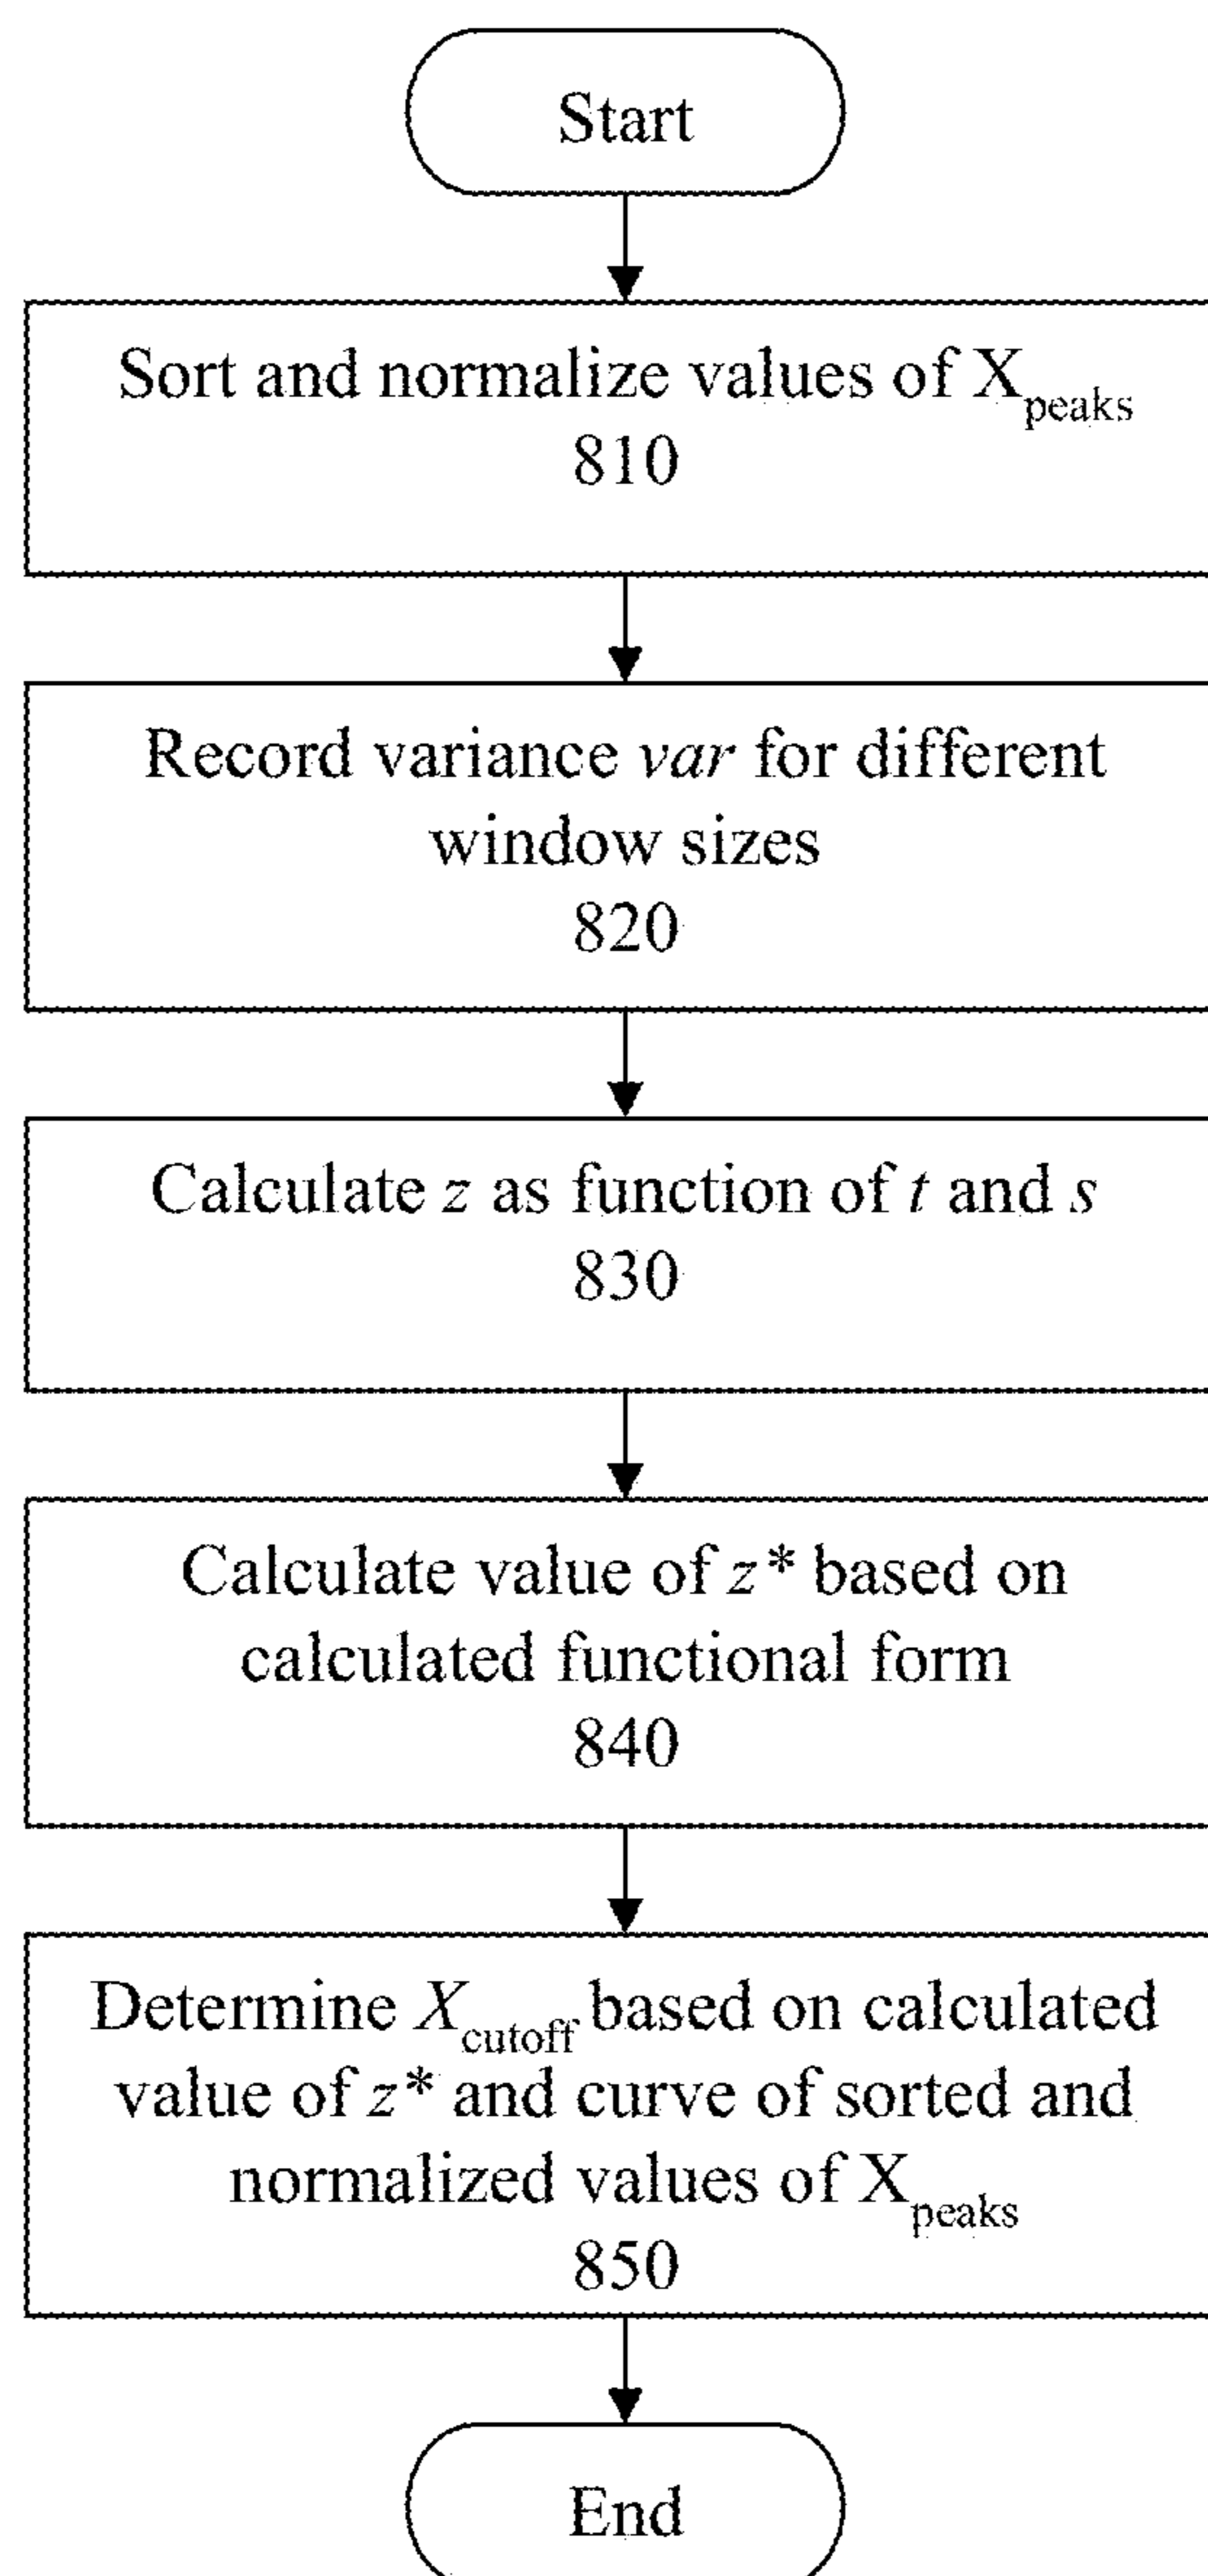 Start
Sort and normalize values of Xpeaks
810
Record variance var for different
window sizes
820
Calculate z as function of t and s
830
Calculate value of z* based on
calculated functional form
840
Determine Xcutoff based on calculated
value of z* and curve of sorted and
normalized values of Xpeaks
850
End